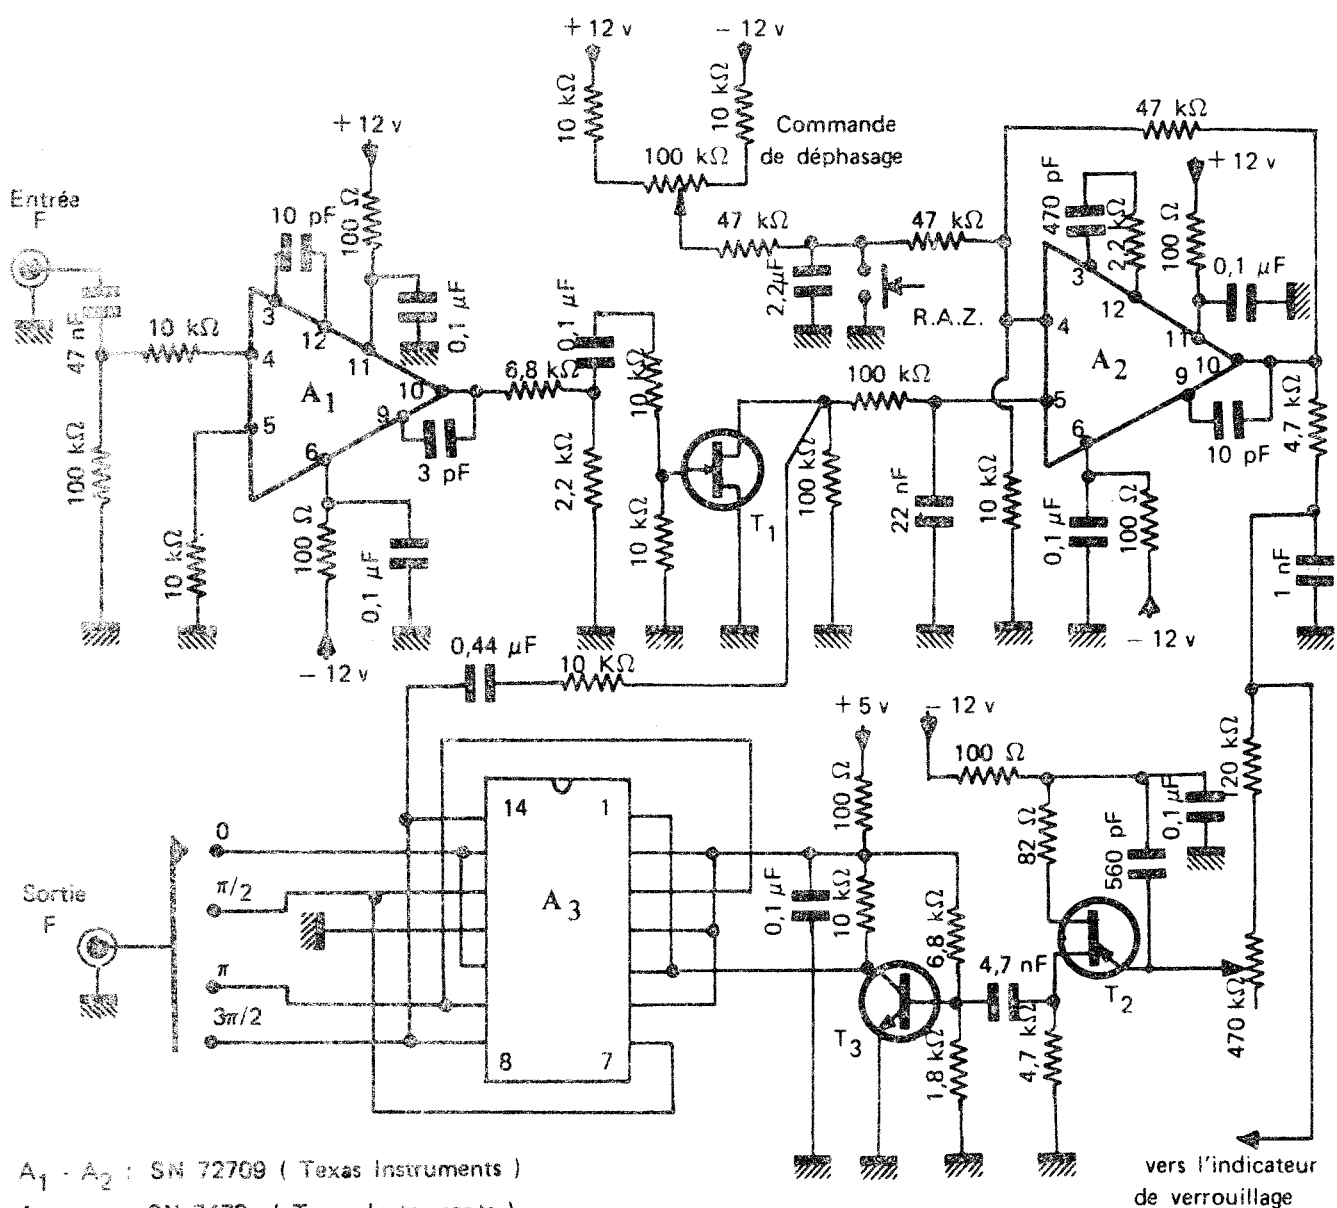 + 12 v
- 12 v
10 kΩ
10 kΩ
Commande
de déphasage
100 kΩ
47 kΩ
+ 12 v
Entrée
F
10 pF
100 Ω
47 kΩ
47 kΩ
470 pF
2,2 kΩ
+ 12 v
100 Ω
0,1 μF
47 nF
10 kΩ
3
12
11
4
A1
10
5
9
6
0,1 μF
2,2μF
R.A.Z.
3
12
11
4
A2
10
5
9
6
6,8 kΩ
0,1 μF
10 kΩ
100 kΩ
3 pF
10 pF
4,7 kΩ
100 kΩ
10 kΩ
100 Ω
0,1 μF
2,2 kΩ
10 kΩ
T1
100 kΩ
22 nF
10 kΩ
0,1 μF
100 Ω
1 nF
- 12 v
- 12 v
0,44 μF
10 KΩ
+ 5 v
- 12 v
100 Ω
100 Ω
82 Ω
560 pF
0,1 μF
120 kΩ
14
1
A3
8
7
0
π/2
π
3π/2
Sortie
F
0,1 μF
10 kΩ
6,8 kΩ
4,7 nF
T2
470 kΩ
T3
1,8 kΩ
4,7 kΩ
vers l'indicateur
de verrouillage
A1 - A2 : SN 72709 ( Texas Instruments )